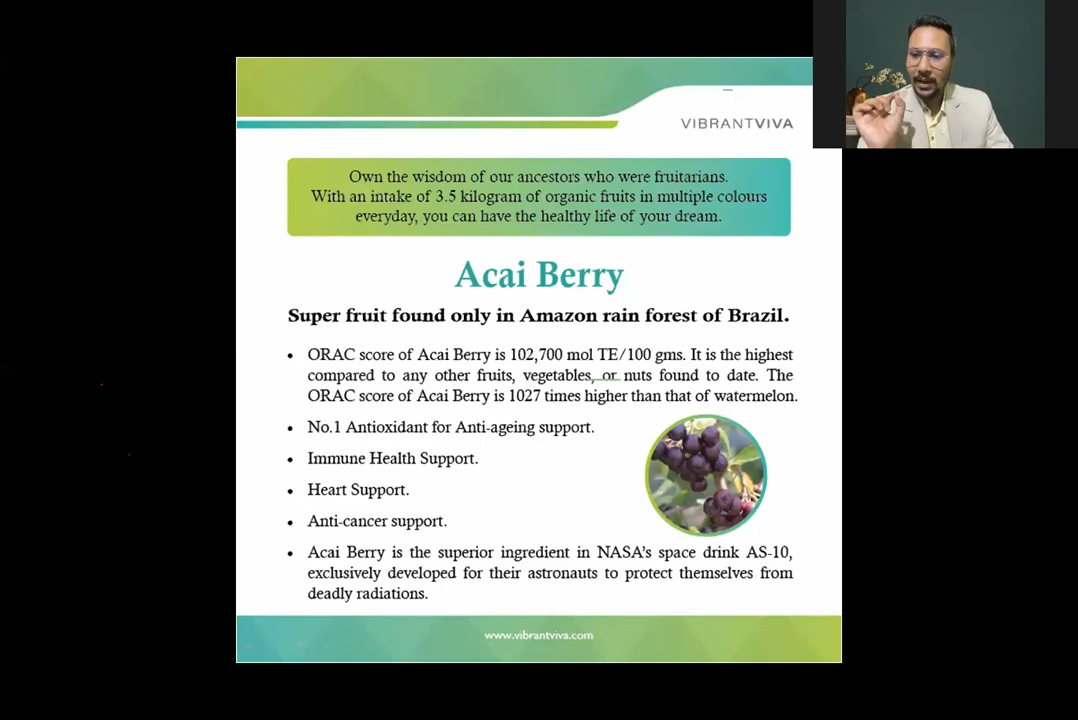 VIBRANTVIVA
Own the wisdom of our ancestors who were fruitarians.
With an intake of 3.5 kilogram of organic fruits in multiple colours
everyday, you can have the healthy life of your dream.
Acai Berry
Super fruit found only in Amazon rain forest of Brazil.
• ORAC score of Acai Berry is 102,700 mol TE/100 gms. It is the highest
compared to any other fruits, vegetables, or nuts found to date. The
ORAC score of Acai Berry is 1027 times higher than that of watermelon.
• No.1 Antioxidant for Anti-ageing support.
• Immune Health Support.
• Heart Support.
• Anti-cancer support.
• Acai Berry is the superior ingredient in NASA's space drink AS-10,
exclusively developed for their astronauts to protect themselves from
deadly radiations.
www.vibrantviva.com